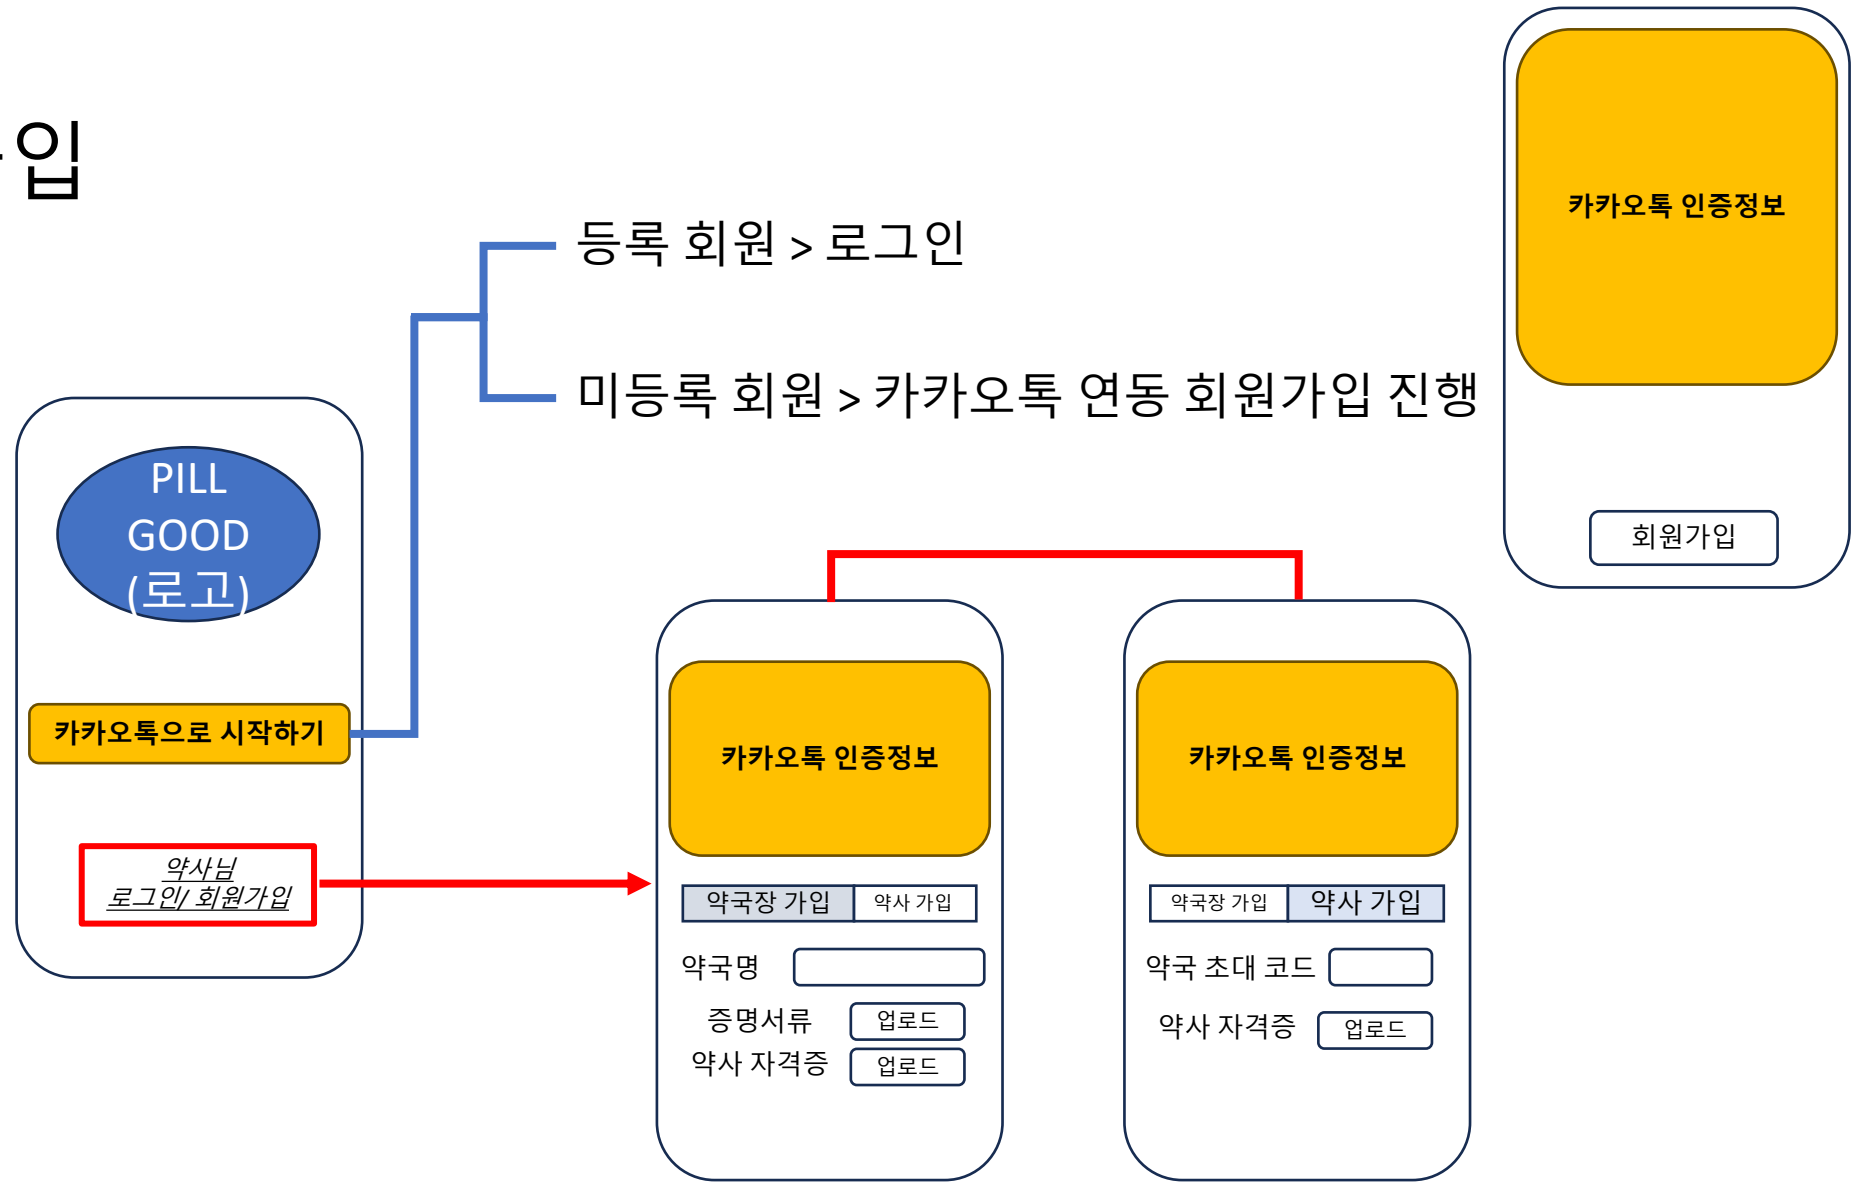 입
등록 회원 > 로그인
미등록 회원 > 카카오톡 연동 회원가입 진행
카카오톡 인증정보
회원가입
PILL
GOOD
(로고)
카카오톡으로 시작하기
약사님
로그인/ 회원가입
카카오톡 인증정보
약국장 가입 약사 가입
약국명
증명서류 업로드
약사 자격증 업로드
카카오톡 인증정보
약국장 가입 약사 가입
약국 초대 코드
약사 자격증 업로드